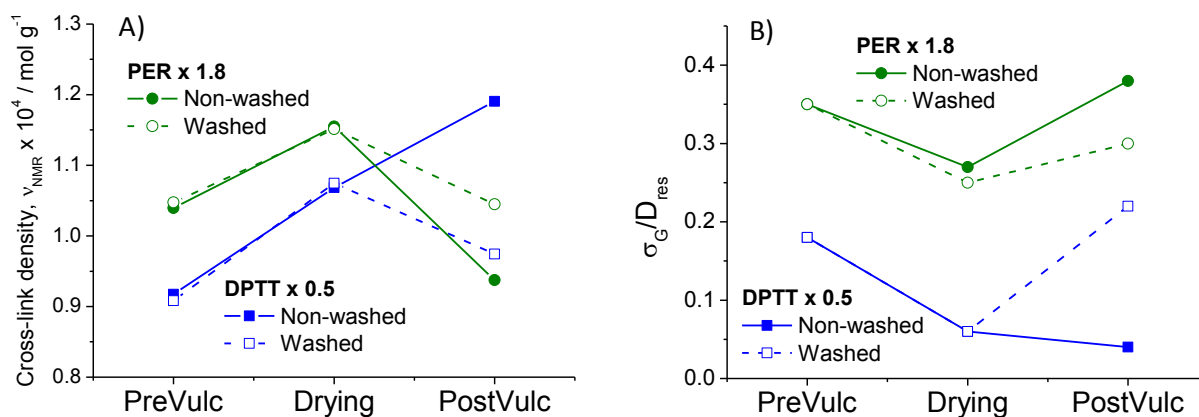 A)
Cross-link density, ν_NMR x 10⁴ / mol g⁻¹
1.3
1.2
1.1
1.0
0.9
0.8
PER x 1.8
Non-washed
Washed
DPTT x 0.5
Non-washed
Washed
PreVulc Drying PostVulc
B)
σ_G/D_res
0.4
0.3
0.2
0.1
0.0
PER x 1.8
Non-washed
Washed
DPTT x 0.5
Non-washed
Washed
PreVulc Drying PostVulc